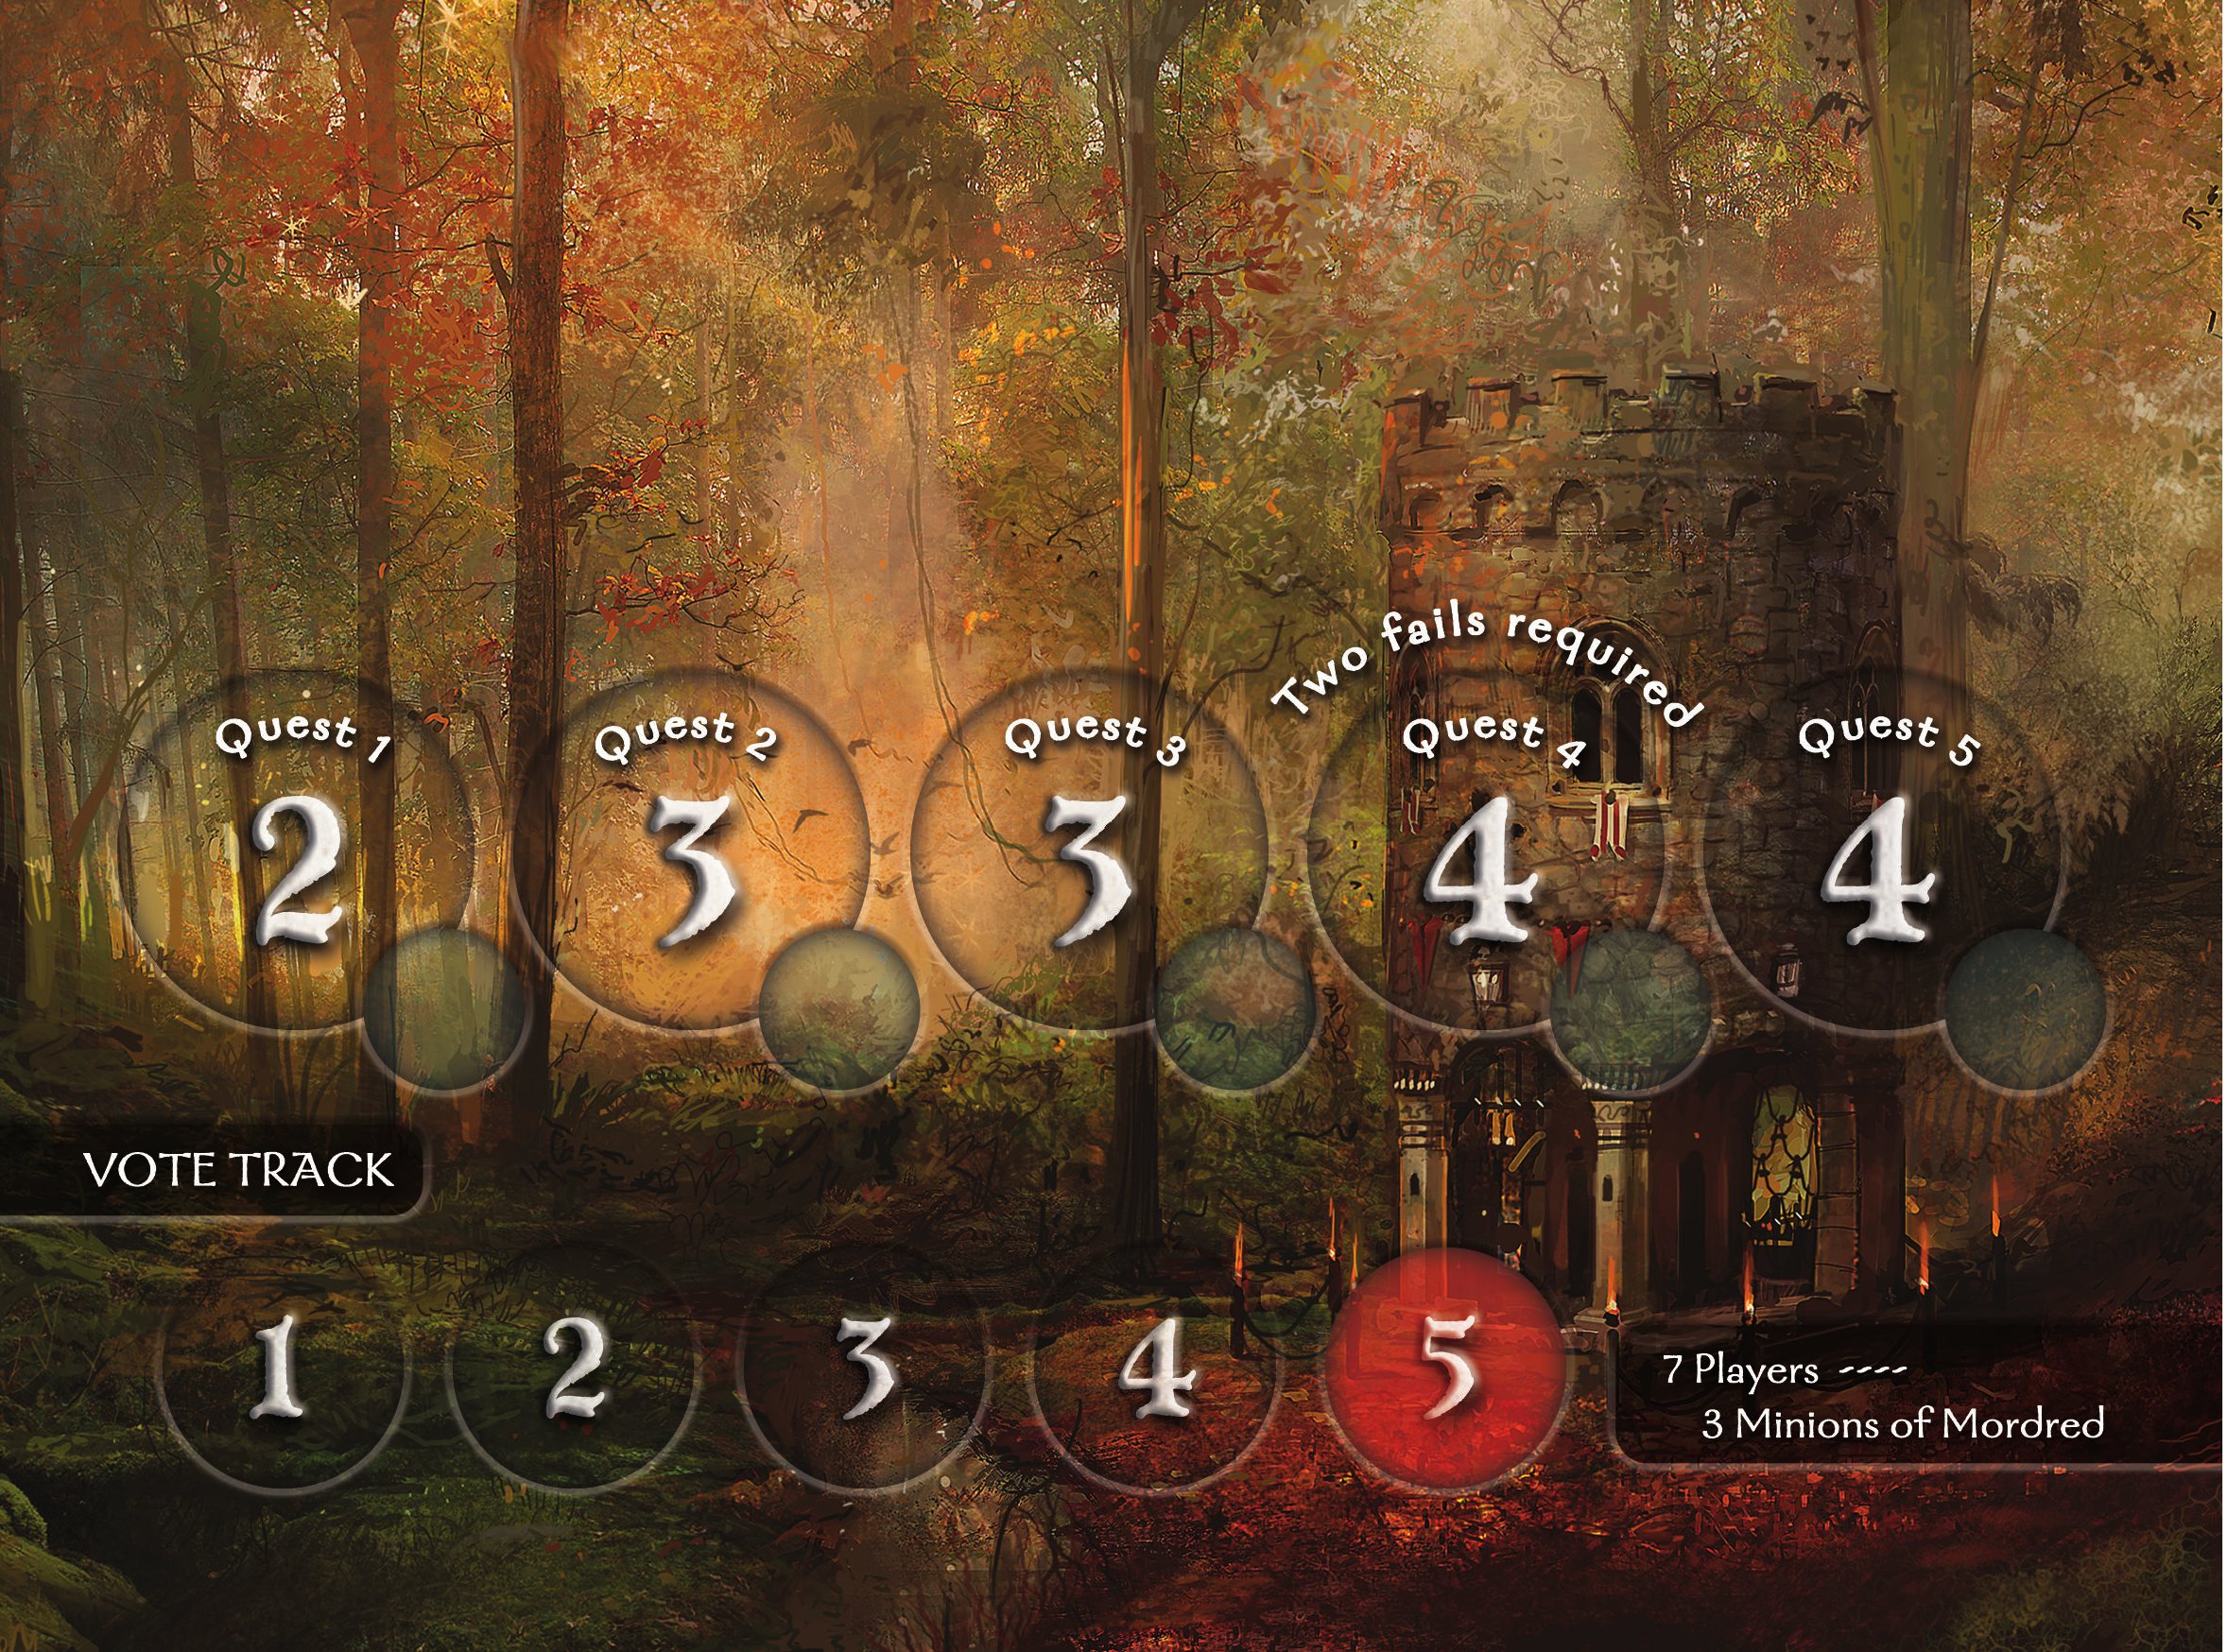 Two fails required
Quest 1
Quest 2
Quest 3
Quest 4
Quest 5
2
3
3
4
4
VOTE TRACK
1
2
3
4
5
7 Players ----
3 Minions of Mordred